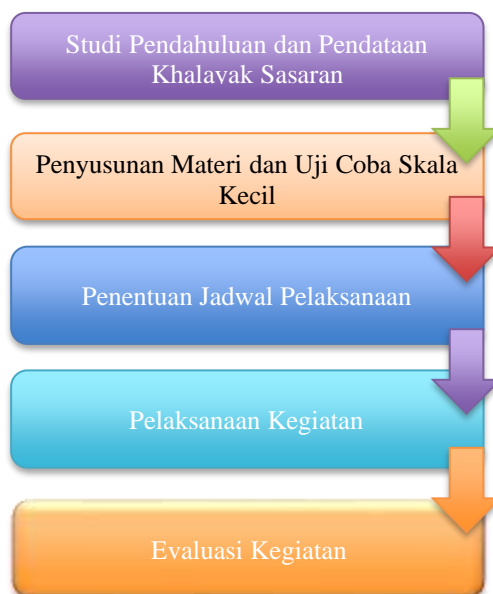 Studi Pendahuluan dan Pendataan
Khalayak Sasaran
Penyusunan Materi dan Uji Coba Skala
Kecil
Penentuan Jadwal Pelaksanaan
Pelaksanaan Kegiatan
Evaluasi Kegiatan